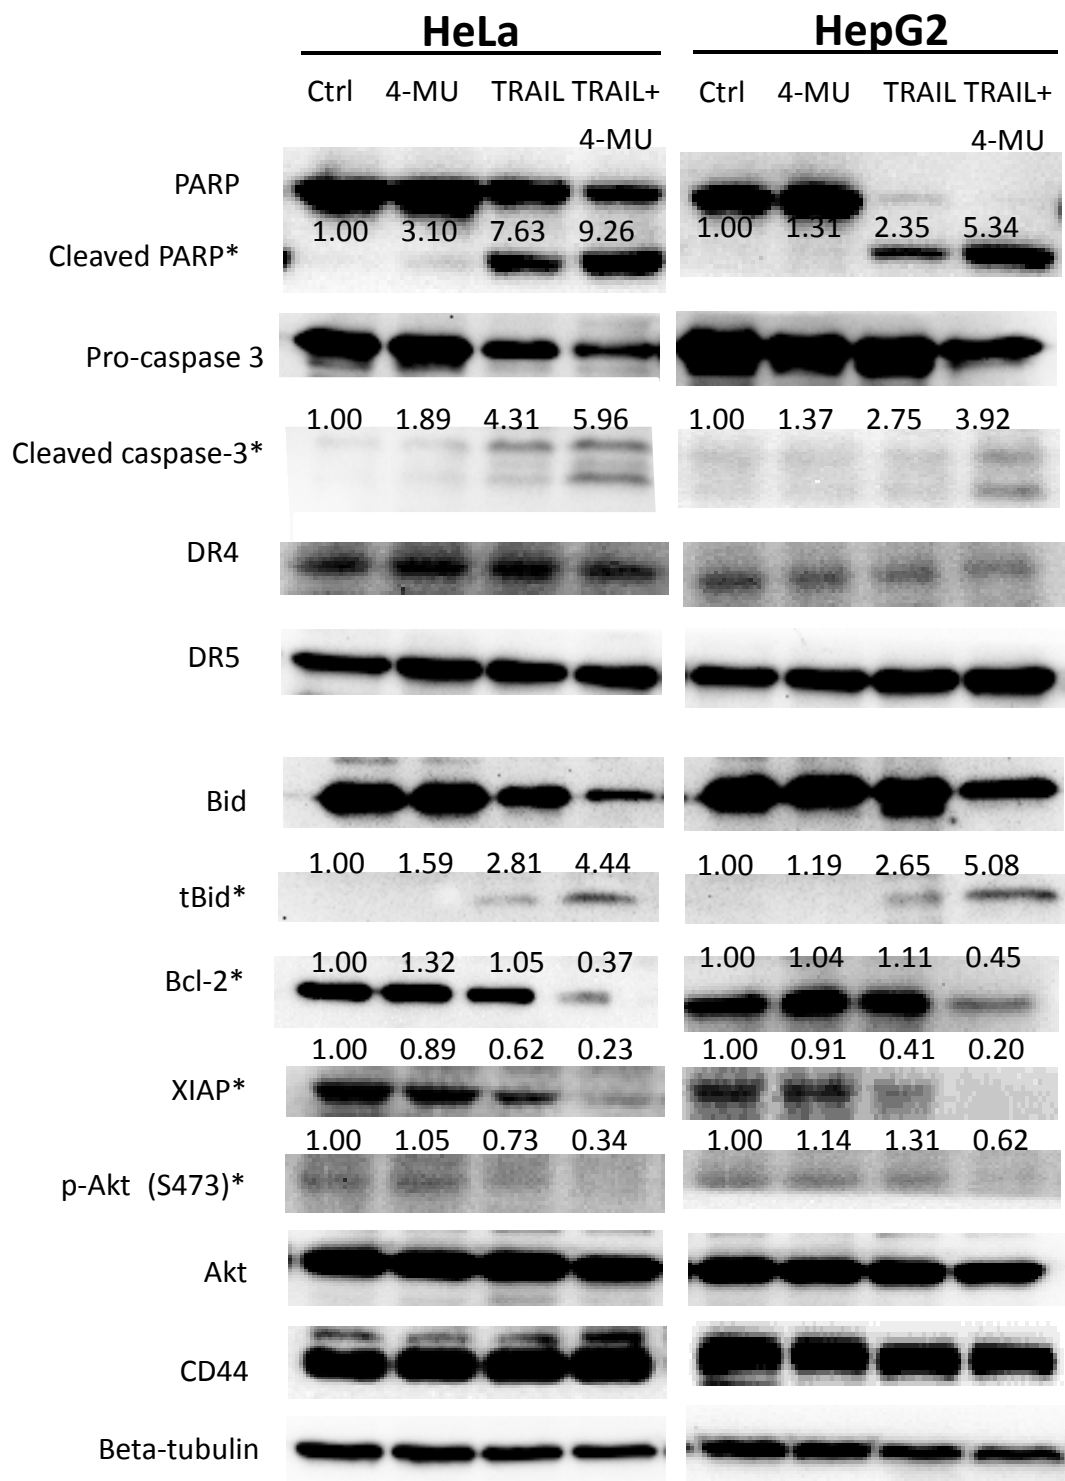 HeLa HepG2
Ctrl 4-MU TRAIL TRAIL+ Ctrl 4-MU TRAIL TRAIL+
4-MU 4-MU
PARP
1.00 3.10 7.63 9.26 1.00 1.31 2.35 5.34
Cleaved PARP*
Pro-caspase 3
1.00 1.89 4.31 5.96 1.00 1.37 2.75 3.92
Cleaved caspase-3*
DR4
DR5
Bid
1.00 1.59 2.81 4.44 1.00 1.19 2.65 5.08
tBid*
1.00 1.32 1.05 0.37 1.00 1.04 1.11 0.45
Bcl-2*
1.00 0.89 0.62 0.23 1.00 0.91 0.41 0.20
XIAP*
1.00 1.05 0.73 0.34 1.00 1.14 1.31 0.62
p-Akt (S473)*
Akt
CD44
Beta-tubulin